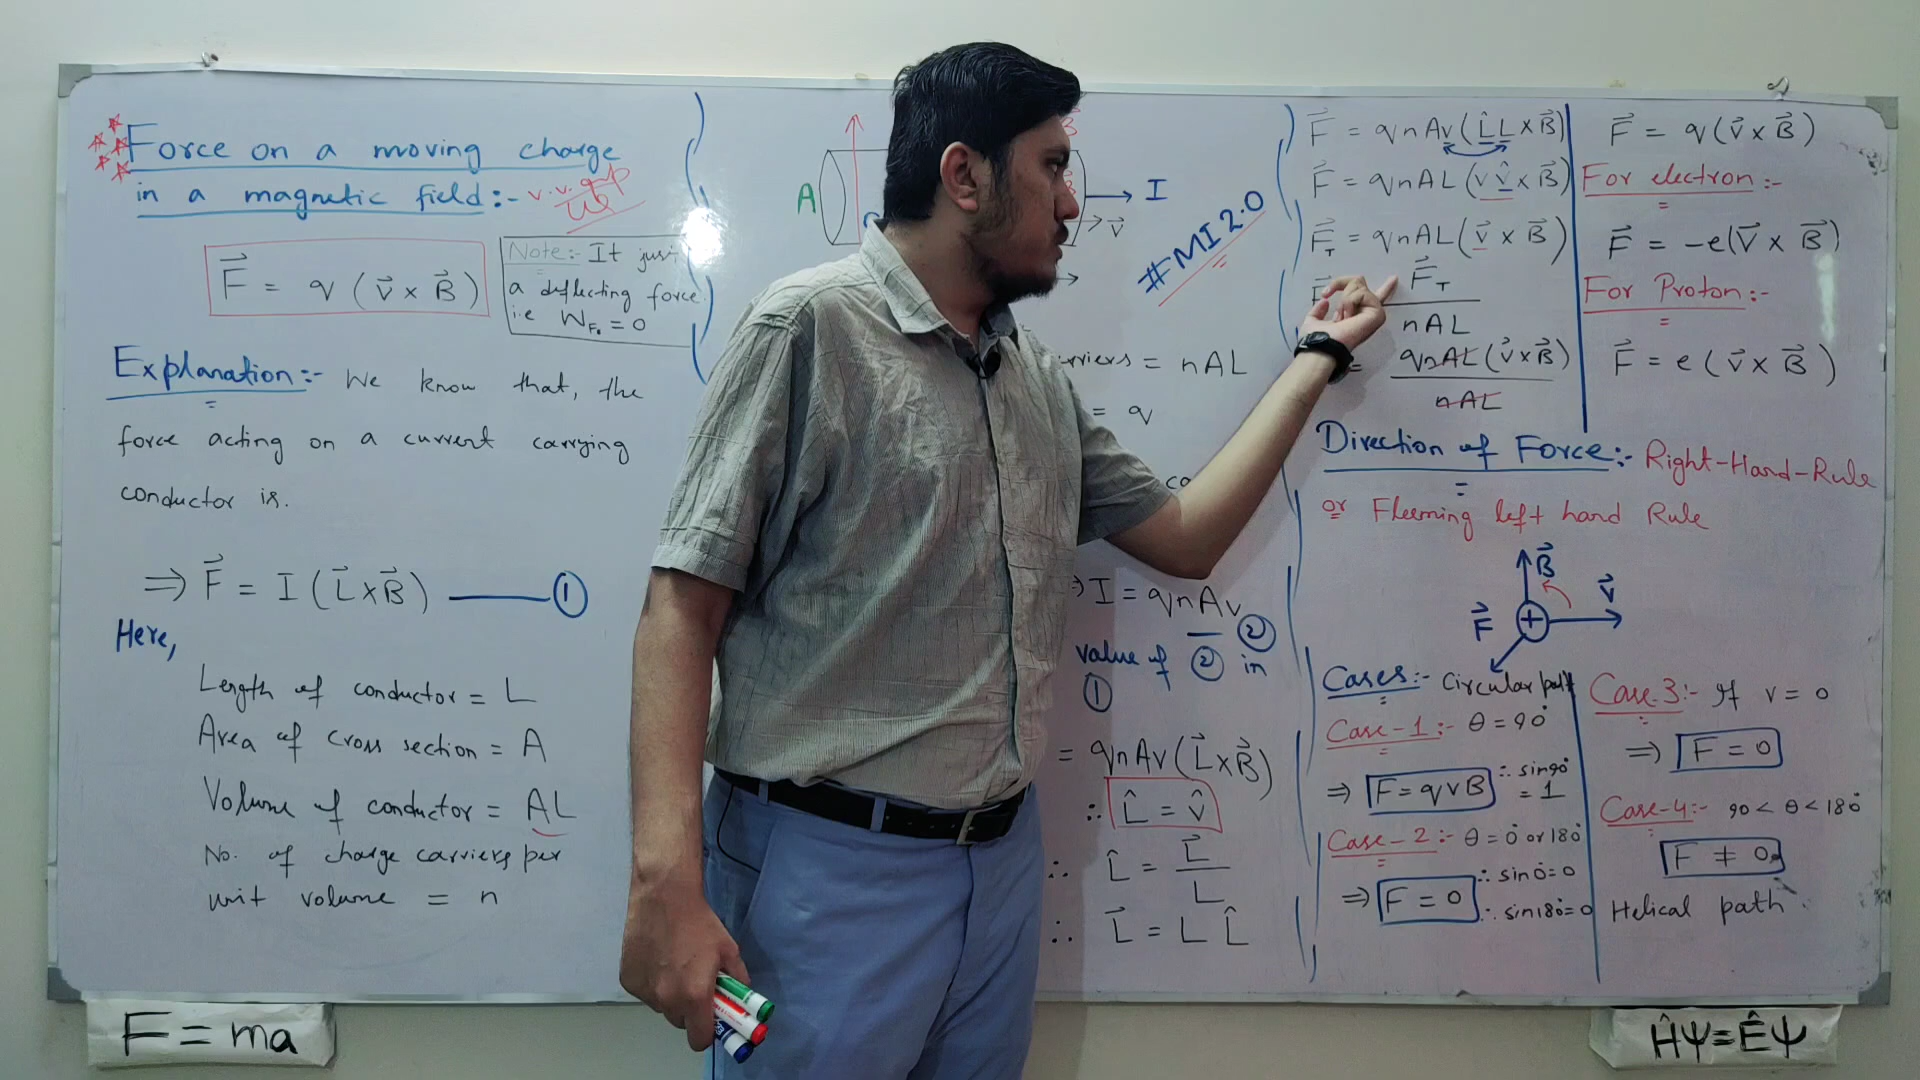 Force on a moving charge
in a magnetic field:- v.v.
F⃗ = q (v⃗ × B⃗)
Note:- It just
a deflecting force
i.e W_F = 0
Explanation:- We know that, the
force acting on a current carrying
conductor is.
⇒ F⃗ = I (L⃗×B⃗) ——— ①
Here,
Length of conductor = L
Area of cross section = A
Volume of conductor = AL
No. of charge carriers per
unit volume = n
A
I
v⃗
#MI 2.0
= nAL
= q
⇒ I = qnAv ②
value of ② in
①
= qnAv (L⃗×B⃗)
∴ L̂ = v̂
∴ L̂ = L⃗/L
∴ L⃗ = L L̂
F⃗ = qnAv (L̂L × B⃗)
F⃗ = qnAL (v v̂ × B⃗)
F⃗_T = qnAL (v⃗ × B⃗)
F⃗_T
nAL
= qnAL (v⃗×B⃗)
nAL
F⃗ = q (v⃗ × B⃗)
For electron:-
F⃗ = -e(v⃗ × B⃗)
For Proton:-
F⃗ = e (v⃗ × B⃗)
Direction of Force:- Right-Hand-Rule
or Fleeming left hand Rule
B⃗
v⃗
F⃗
+
Cases:- Circular path
Case-1:- θ = 90°
⇒ F = qvB ∴ sin90° = 1
Case-2:- θ = 0° or 180°
⇒ F = 0 ∴ sin0° = 0
∴ sin180° = 0
Case-3:- If v = 0
⇒ F = 0
Case-4:- 90 < θ < 180°
F ≠ 0
Helical path
F = ma
ĤΨ=ÊΨ